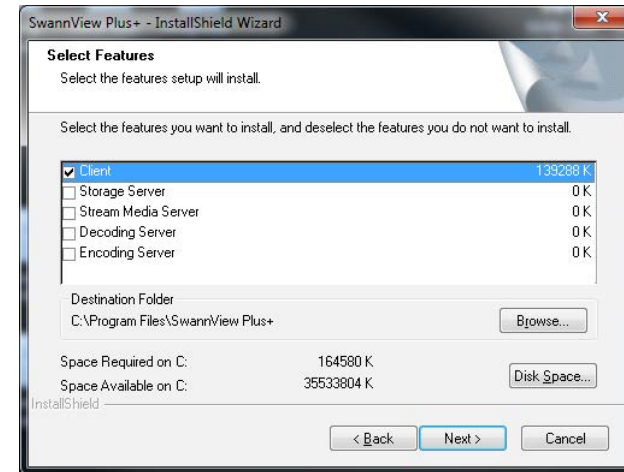 SwannView Plus+ - InstallShield Wizard
Select Features
Select the features setup will install.
Select the features you want to install, and deselect the features you do not want to install.
Client 139288 K
Storage Server 0 K
Stream Media Server 0 K
Decoding Server 0 K
Encoding Server 0 K
Destination Folder
C:\Program Files\SwannView Plus+ Browse...
Space Required on C: 164580 K
Space Available on C: 35533804 K Disk Space...
InstallShield
< Back Next > Cancel